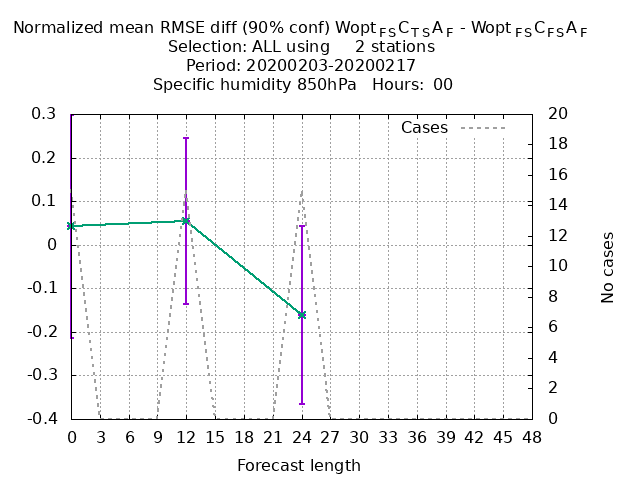 Normalized mean RMSE diff (90% conf) Wopt FS C TS A F - Wopt FS C FS A F
Selection: ALL using 2 stations
Period: 20200203-20200217
Specific humidity 850hPa Hours: 00
Cases
0.3
0.2
0.1
0
-0.1
-0.2
-0.3
-0.4
20
18
16
14
12
10
8
6
4
2
0
No cases
0 3 6 9 12 15 18 21 24 27 30 33 36 39 42 45 48
Forecast length